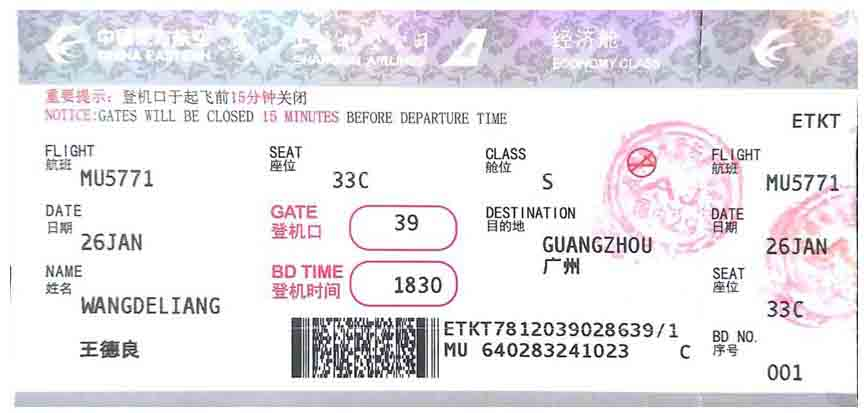 中国东方航空
CHINA EASTERN
SHANGHAI AIRLINES
经济舱
ECONOMY CLASS
重要提示: 登机口于起飞前15分钟关闭
NOTICE:GATES WILL BE CLOSED 15 MINUTES BEFORE DEPARTURE TIME
ETKT
FLIGHT
航班
MU5771
SEAT
座位
33C
CLASS
舱位
S
FLIGHT
航班
MU5771
DATE
日期
26JAN
GATE
登机口
39
DESTINATION
目的地
GUANGZHOU
广州
DATE
日期
26JAN
NAME
姓名
WANGDELIANG
王德良
BD TIME
登机时间
1830
SEAT
座位
33C
ETKT7812039028639/1
MU 640283241023 C
BD NO.
序号
001